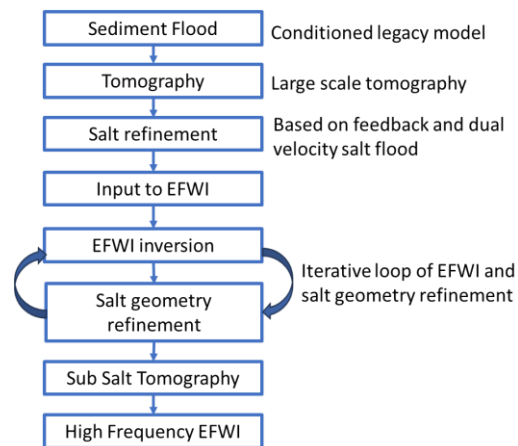 Sediment Flood
Conditioned legacy model
Tomography
Large scale tomography
Salt refinement
Based on feedback and dual
velocity salt flood
Input to EFWI
EFWI inversion
Iterative loop of EFWI and
salt geometry refinement
Salt geometry
refinement
Sub Salt Tomography
High Frequency EFWI